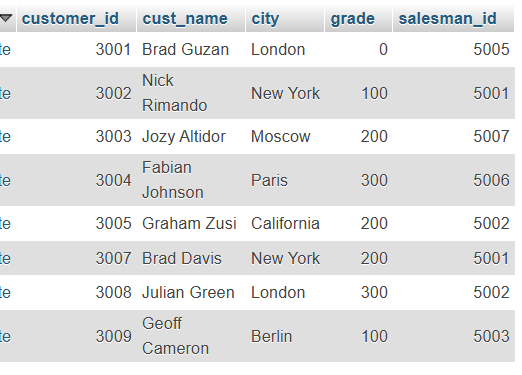 customer_id cust_name city grade salesman_id
te 3001 Brad Guzan London 0 5005
te 3002 Nick Rimando New York 100 5001
te 3003 Jozy Altidor Moscow 200 5007
te 3004 Fabian Johnson Paris 300 5006
te 3005 Graham Zusi California 200 5002
te 3007 Brad Davis New York 200 5001
te 3008 Julian Green London 300 5002
te 3009 Geoff Cameron Berlin 100 5003